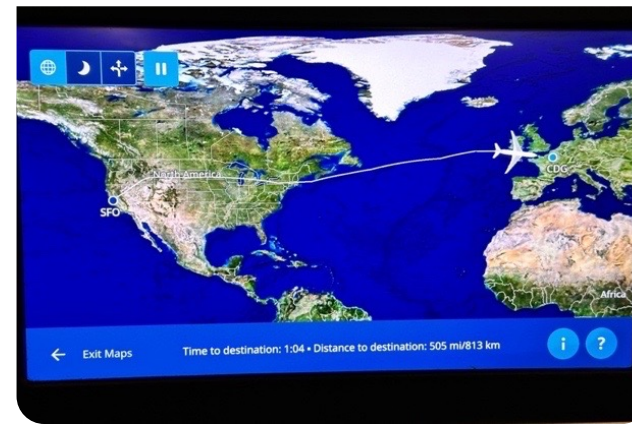 North America
CDG
SFO
Africa
← Exit Maps
Time to destination: 1:04 • Distance to destination: 505 mi/813 km
i
?